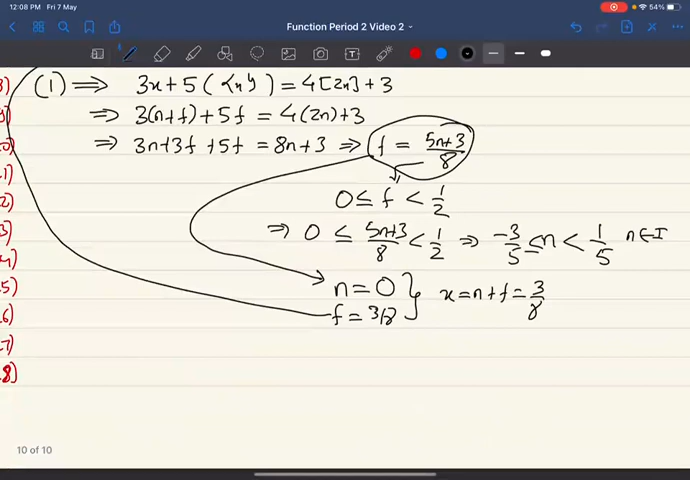 12:08 PM Fri 7 May
54%
Function Period 2 Video 2
(1) ⟹ 3x + 5({x}) = 4[2x] + 3
⟹ 3(n+f) + 5f = 4(2n) + 3
⟹ 3n + 3f + 5f = 8n + 3 ⟹ f = (5n+3)/8
0 ≤ f < 1/2
⟹ 0 ≤ (5n+3)/8 < 1/2 ⟹ -3/5 ≤ n < 1/5 n ∈ I
n = 0
f = 3/8 } x = n + f = 3/8
8)
10 of 10